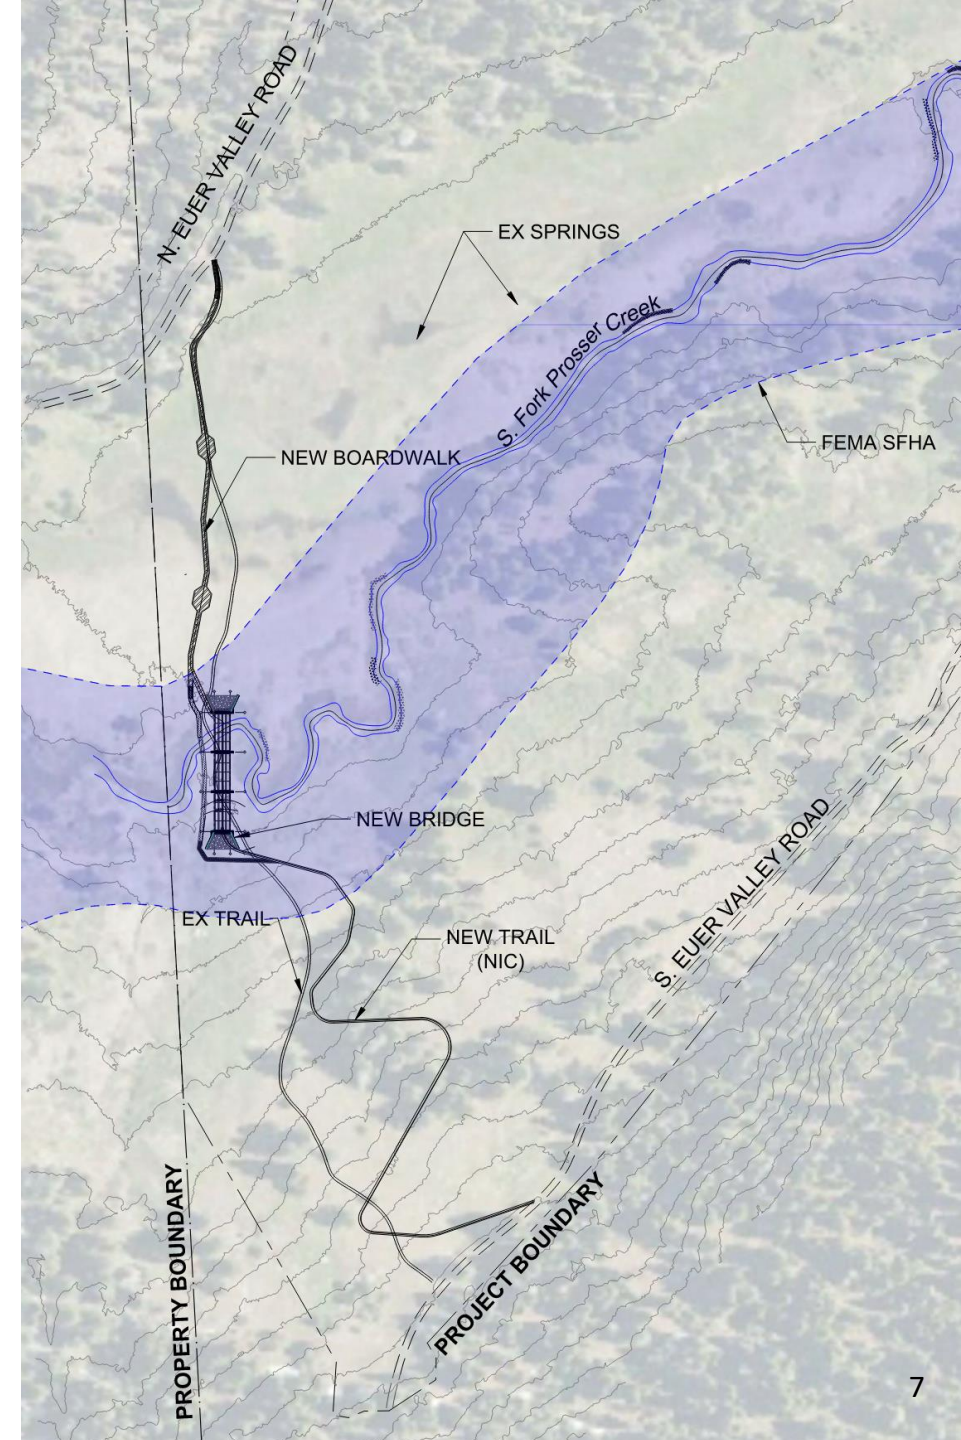 N. EUER VALLEY ROAD
EX SPRINGS
S. Fork Prosser Creek
FEMA SFHA
NEW BOARDWALK
NEW BRIDGE
S. EUER VALLEY ROAD
EX TRAIL
NEW TRAIL
(NIC)
PROPERTY BOUNDARY
PROJECT BOUNDARY
7